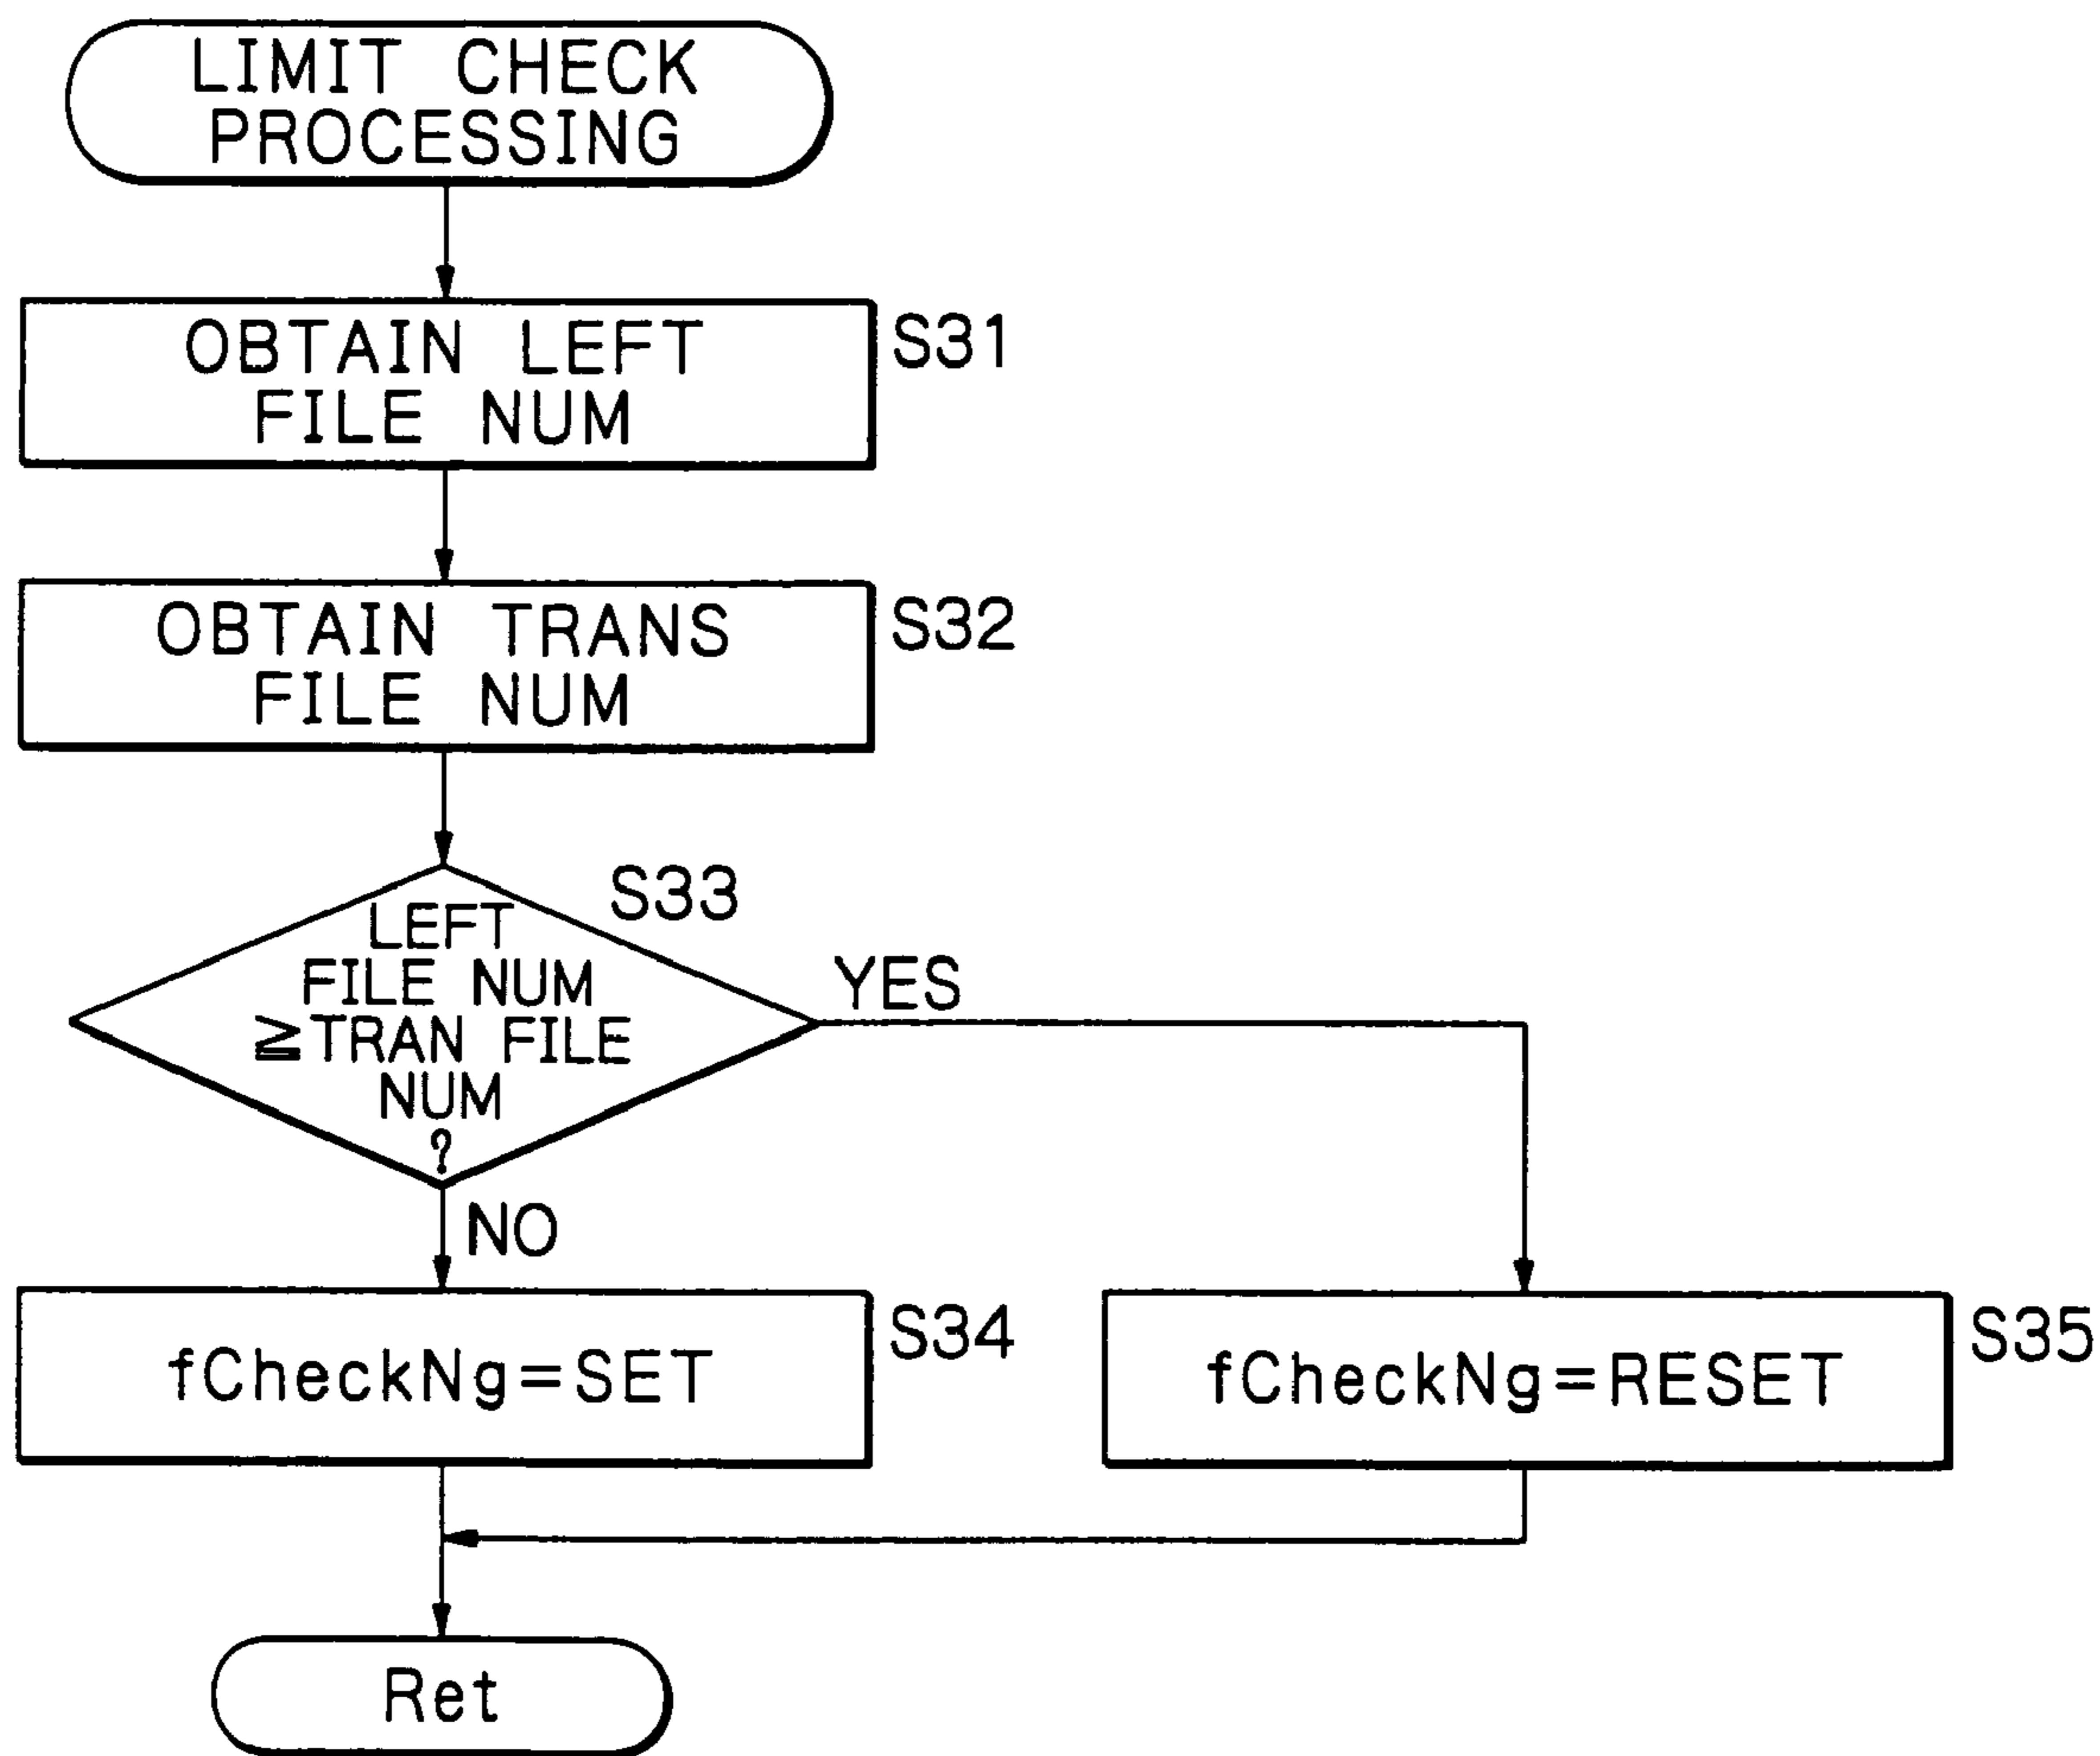 LIMIT CHECK
PROCESSING
OBTAIN LEFT
FILE NUM
S31
OBTAIN TRANS
FILE NUM
S32
S33
LEFT
FILE NUM
≧TRAN FILE
NUM
?
YES
NO
fCheckNg=SET
S34
fCheckNg=RESET
S35
Ret